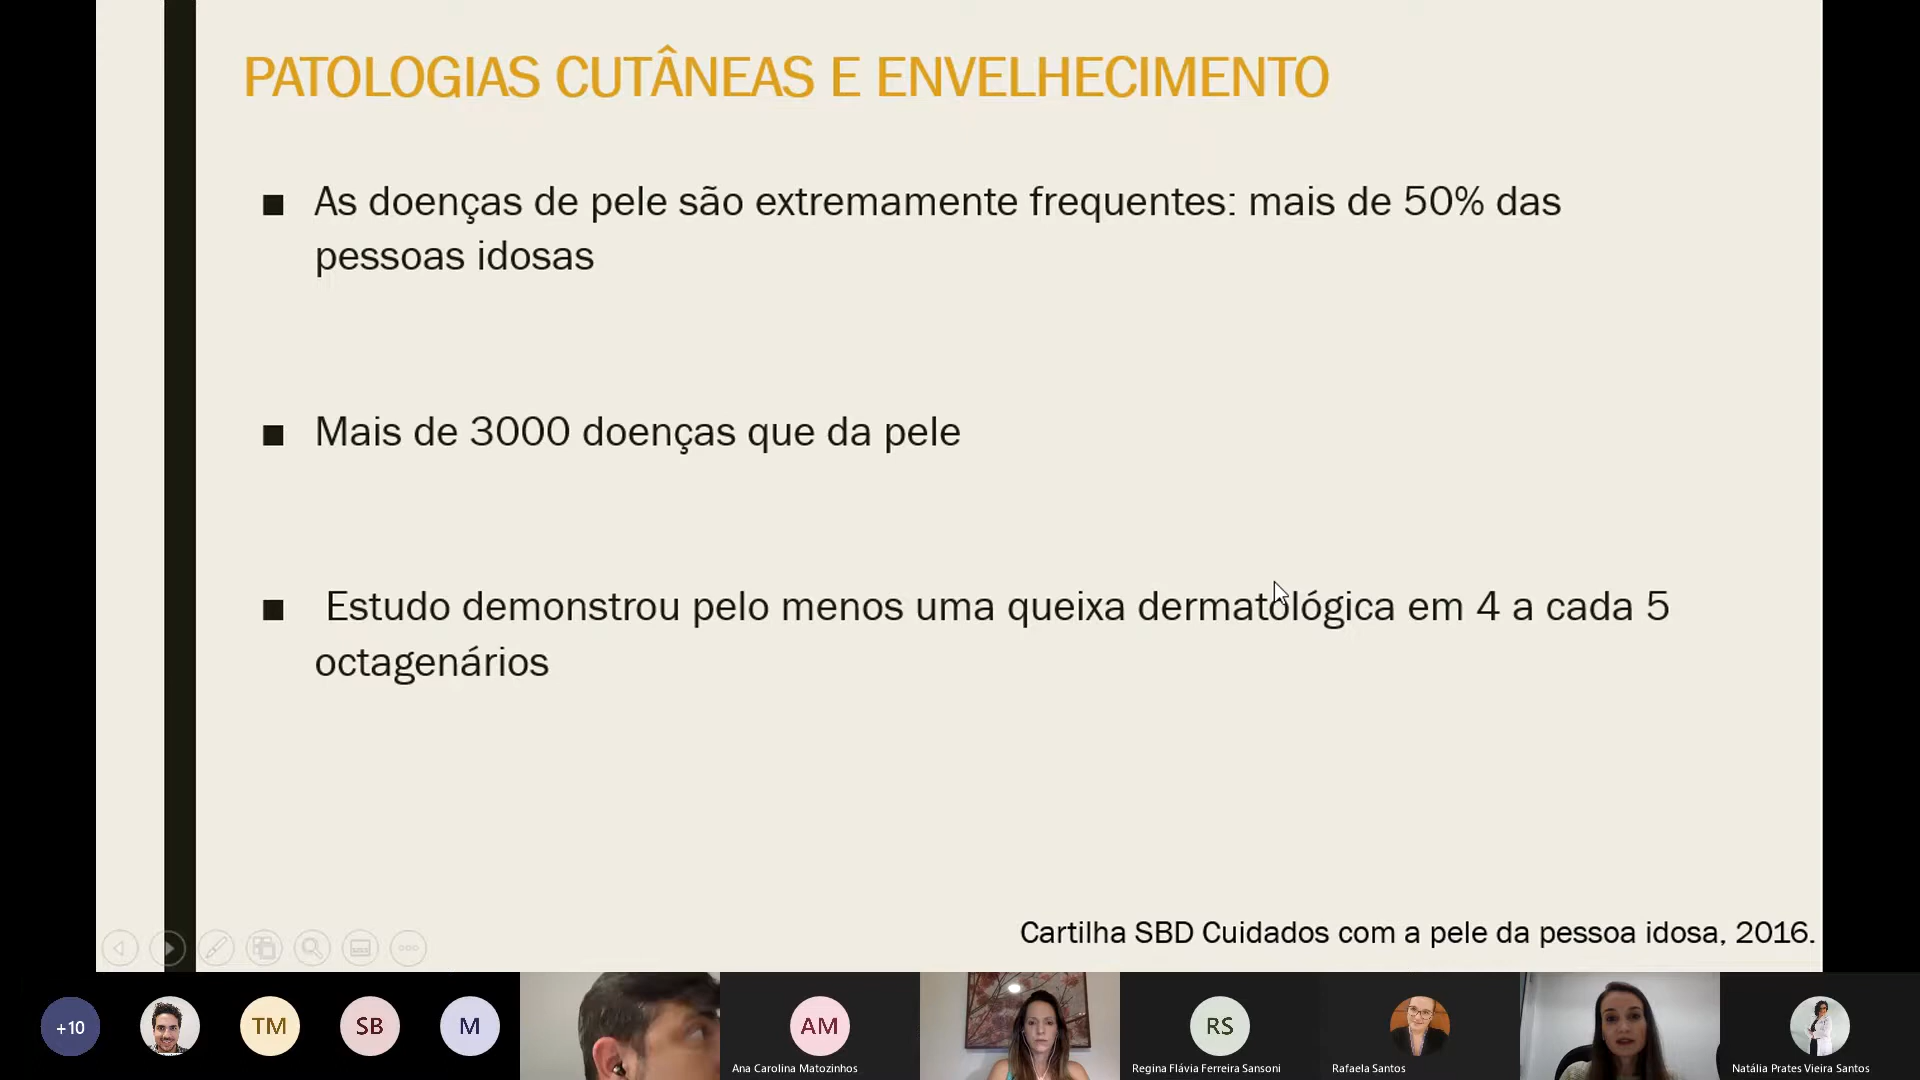 PATOLOGIAS CUTÂNEAS E ENVELHECIMENTO
■ As doenças de pele são extremamente frequentes: mais de 50% das
pessoas idosas
■ Mais de 3000 doenças que da pele
■ Estudo demonstrou pelo menos uma queixa dermatológica em 4 a cada 5
octagenários
Cartilha SBD Cuidados com a pele da pessoa idosa, 2016.
+10
TM
SB
M
AM
Ana Carolina Matozinhos
RS
Regina Flávia Ferreira Sansoni
Rafaela Santos
Natália Prates Vieira Santos